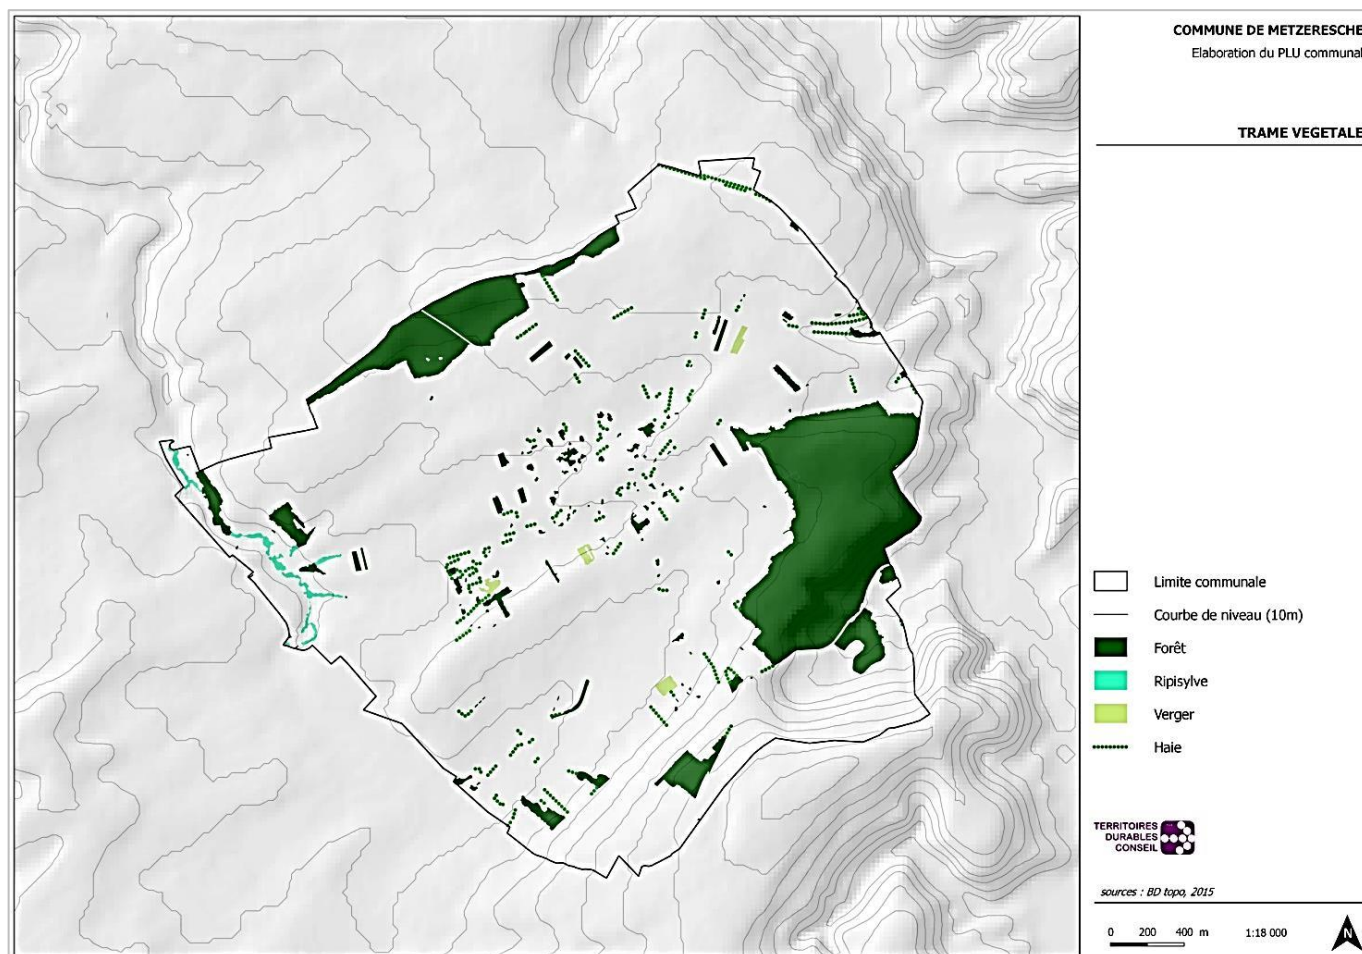 COMMUNE DE METZERESCHE
Elaboration du PLU communal
TRAME VEGETALE
Limite communale
Courbe de niveau (10m)
Forêt
Ripisylve
Verger
Haie
TERRITOIRES
DURABLES
CONSEIL
sources : BD topo, 2015
0 200 400 m 1:18 000 N